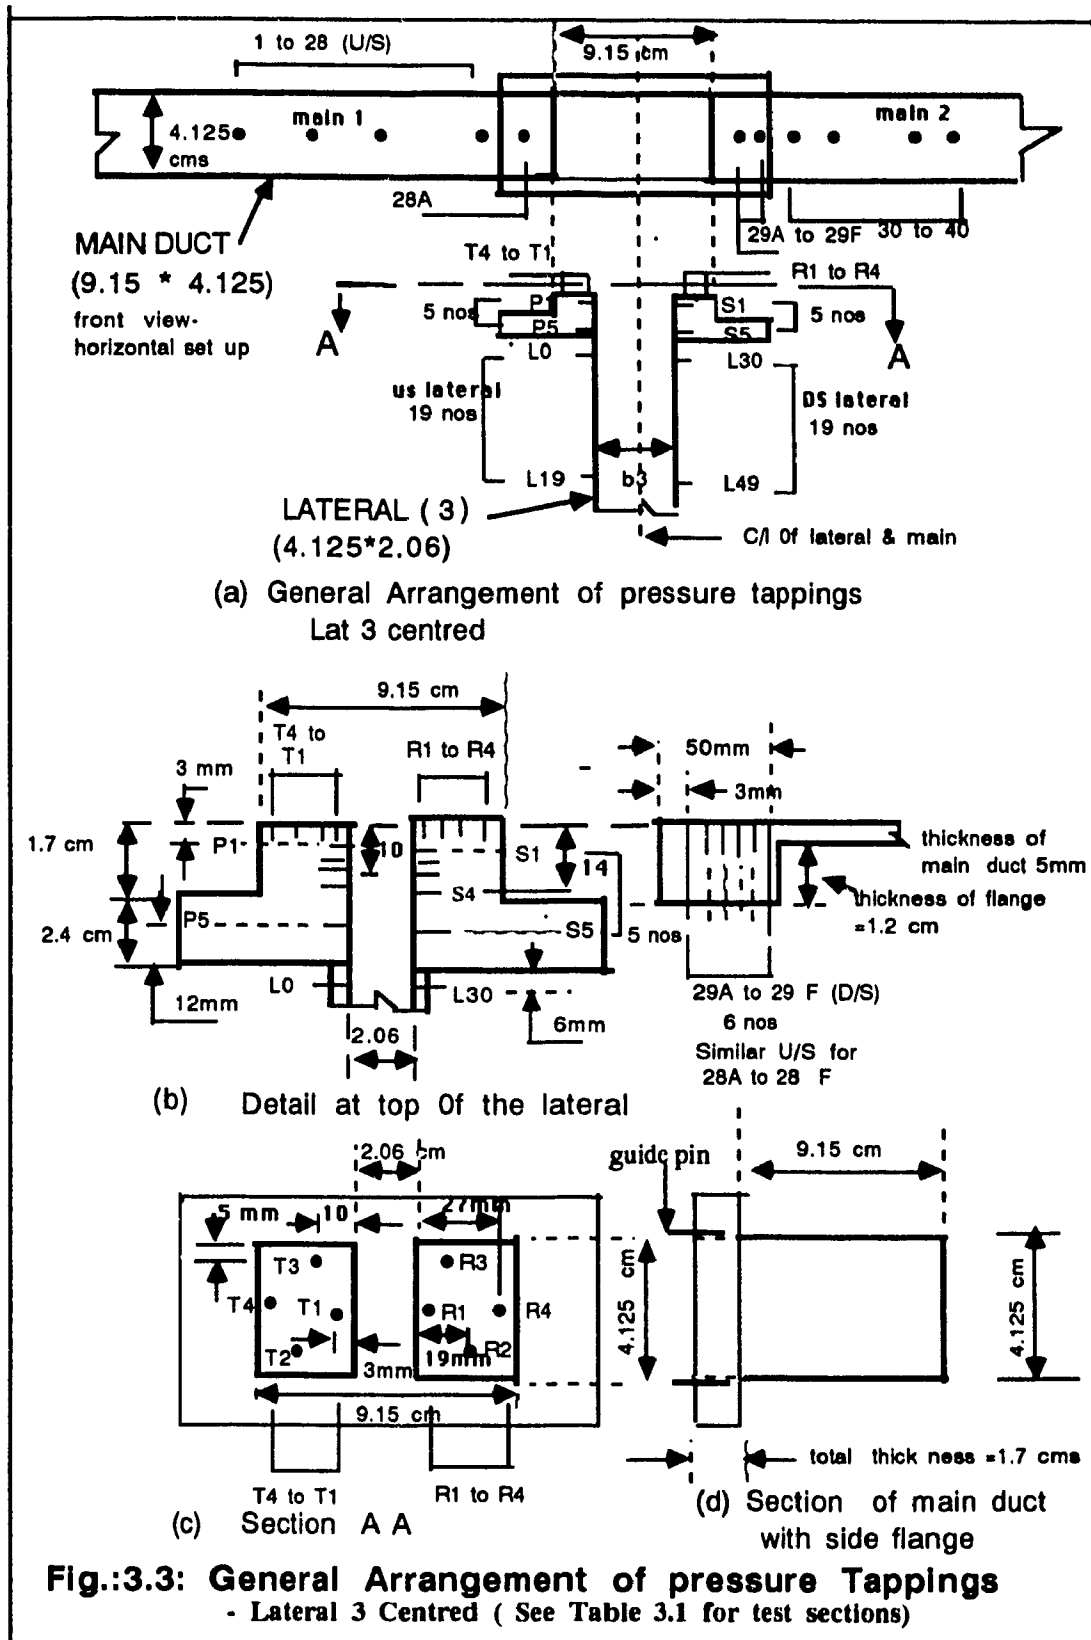 1 to 28 (U/S)
9.15 cm
main 1
main 2
4.125
cms
28A
29A to 29F
30 to 40
MAIN DUCT
(9.15 * 4.125)
front view-
horizontal set up
T4 to T1
R1 to R4
5 nos
P1
S1
5 nos
A
P5
S5
A
L0
L30
us lateral
19 nos
DS lateral
19 nos
L19
b3
L49
LATERAL ( 3 )
(4.125*2.06)
C/l Of lateral & main
(a) General Arrangement of pressure tappings
Lat 3 centred
9.15 cm
T4 to
T1
R1 to R4
50mm
3 mm
3mm
1.7 cm
P1
10
S1
14
thickness of
main duct 5mm
S4
thickness of flange
=1.2 cm
P5
2.4 cm
S5
5 nos
L0
L30
12mm
6mm
29A to 29 F (D/S)
6 nos
Similar U/S for
28A to 28 F
2.06
(b) Detail at top Of the lateral
2.06 cm
guide pin
9.15 cm
5 mm
10
27mm
T3
R3
T4
T1
R1
R4
4.125 cm
4.125 cm
T2
3mm
19mm
R2
9.15 cm
total thick ness =1.7 cms
T4 to T1
R1 to R4
(c) Section A A
(d) Section of main duct
with side flange
Fig.:3.3: General Arrangement of pressure Tappings
- Lateral 3 Centred ( See Table 3.1 for test sections)